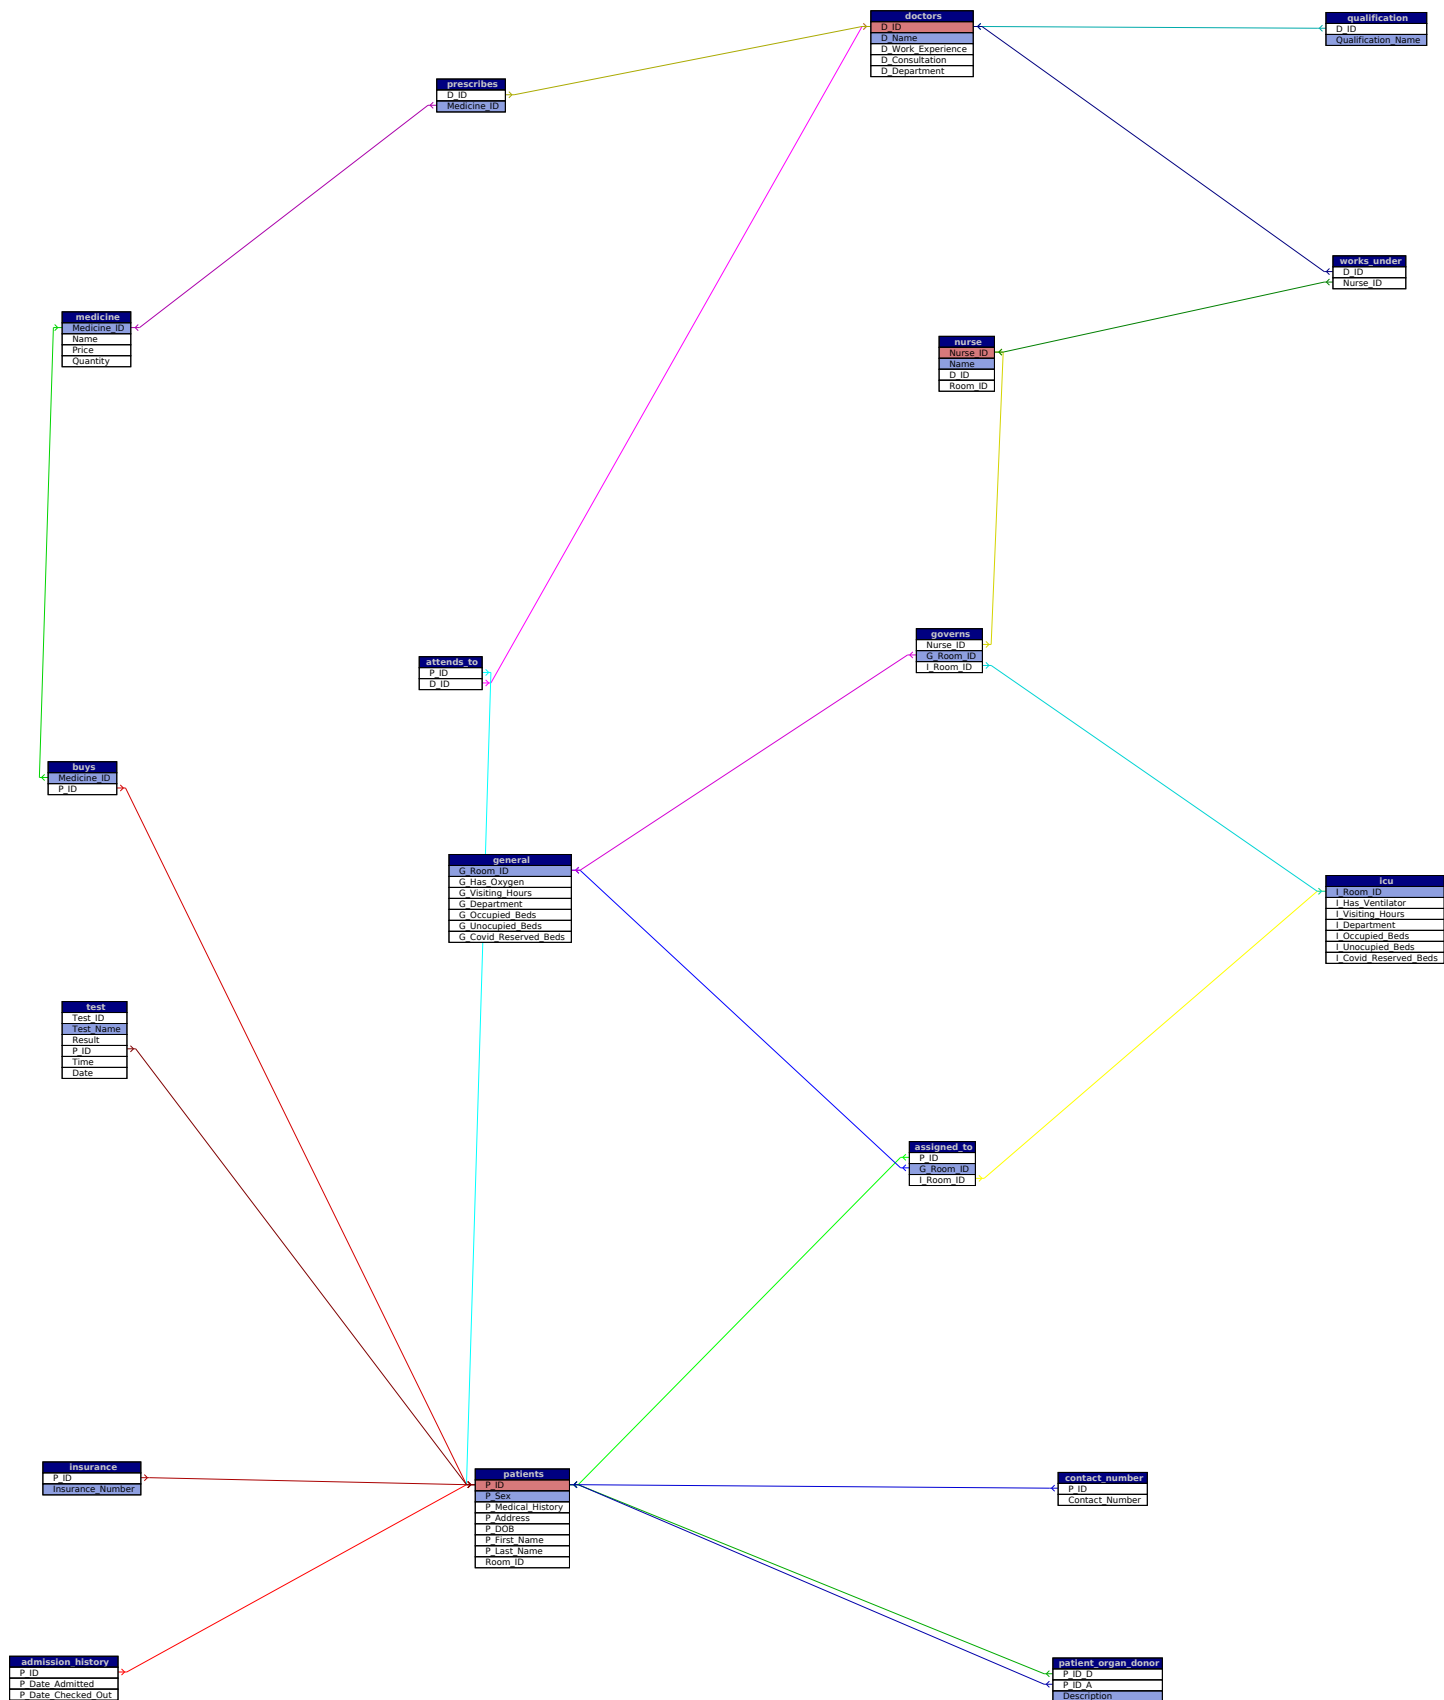 doctors
D_ID
D_Name
D_Work_Experience
D_Consultation
D_Department
qualification
D_ID
Qualification_Name
prescribes
D_ID
Medicine_ID
works_under
D_ID
Nurse_ID
medicine
Medicine_ID
Name
Price
Quantity
nurse
Nurse_ID
Name
D_ID
Room_ID
governs
Nurse_ID
G_Room_ID
I_Room_ID
attends_to
P_ID
D_ID
buys
Medicine_ID
P_ID
general
G_Room_ID
G_Has_Oxygen
G_Visiting_Hours
G_Department
G_Occupied_Beds
G_Unocupied_Beds
G_Covid_Reserved_Beds
icu
I_Room_ID
I_Has_Ventilator
I_Visiting_Hours
I_Department
I_Occupied_Beds
I_Unocupied_Beds
I_Covid_Reserved_Beds
test
Test_ID
Test_Name
Result
P_ID
Time
Date
assigned_to
P_ID
G_Room_ID
I_Room_ID
insurance
P_ID
Insurance_Number
patients
P_ID
P_Sex
P_Medical_History
P_Address
P_DOB
P_First_Name
P_Last_Name
Room_ID
contact_number
P_ID
Contact_Number
admission_history
P_ID
P_Date_Admitted
P_Date_Checked_Out
patient_organ_donor
P_ID_D
P_ID_A
Description